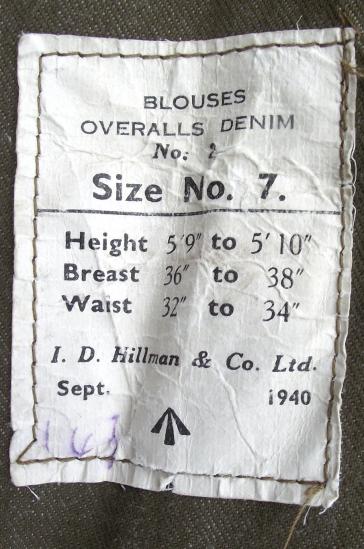 BLOUSES
OVERALLS DENIM
No: 2
Size No. 7.
Height 5'9" to 5'10"
Breast 36" to 38"
Waist 32" to 34"
I. D. Hillman & Co. Ltd.
Sept. 1940